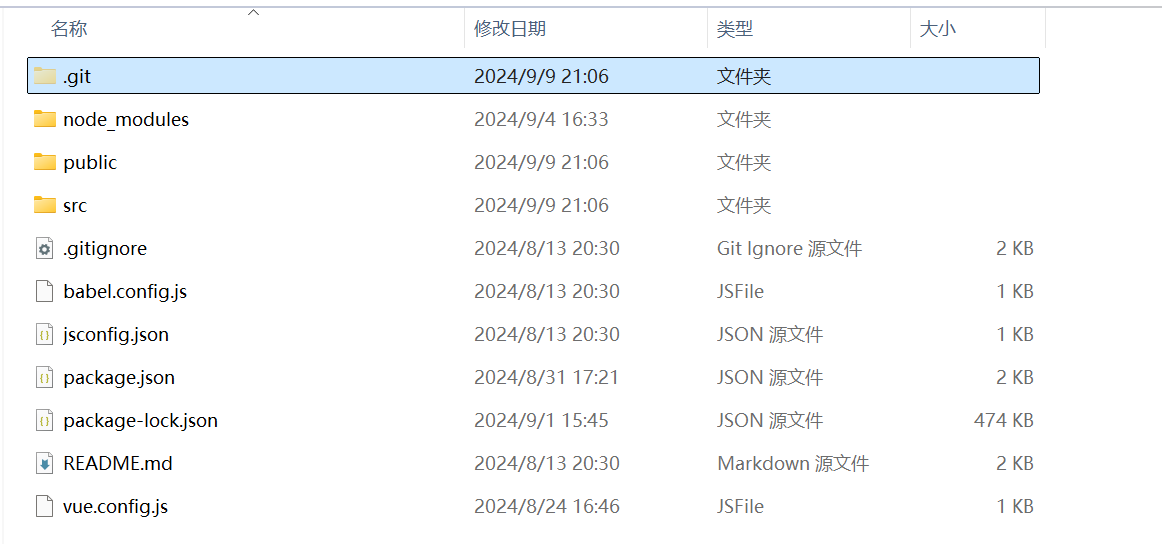 名称 修改日期 类型 大小
.git 2024/9/9 21:06 文件夹
node_modules 2024/9/4 16:33 文件夹
public 2024/9/9 21:06 文件夹
src 2024/9/9 21:06 文件夹
.gitignore 2024/8/13 20:30 Git Ignore 源文件 2 KB
babel.config.js 2024/8/13 20:30 JSFile 1 KB
jsconfig.json 2024/8/13 20:30 JSON 源文件 1 KB
package.json 2024/8/31 17:21 JSON 源文件 2 KB
package-lock.json 2024/9/1 15:45 JSON 源文件 474 KB
README.md 2024/8/13 20:30 Markdown 源文件 2 KB
vue.config.js 2024/8/24 16:46 JSFile 1 KB